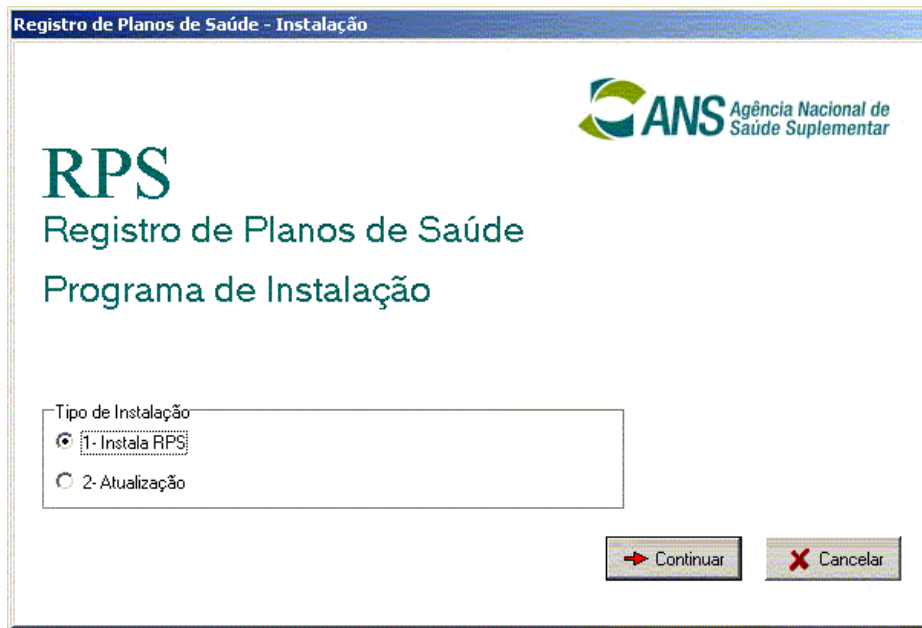 Registro de Planos de Saúde - Instalação
ANS Agência Nacional de
Saúde Suplementar
RPS
Registro de Planos de Saúde
Programa de Instalação
Tipo de Instalação
1- Instala RPS
2- Atualização
Continuar
Cancelar